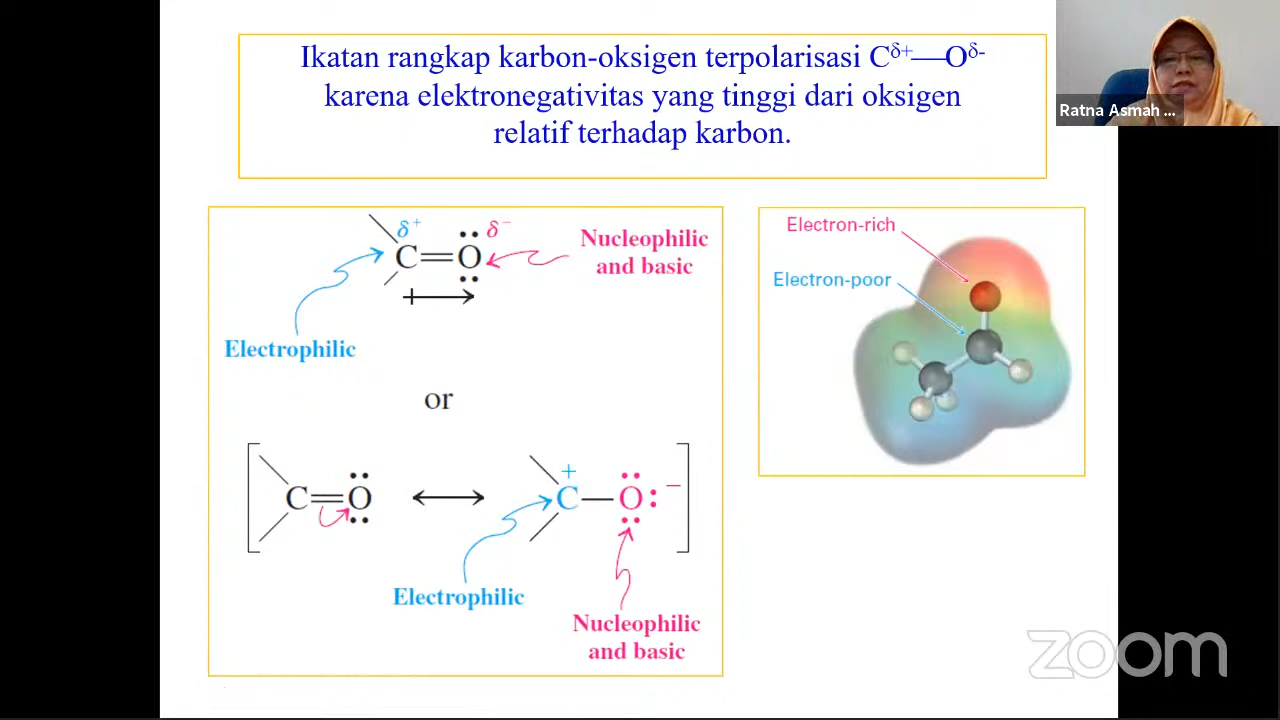 Ikatan rangkap karbon-oksigen terpolarisasi Cδ+—Oδ-
karena elektronegativitas yang tinggi dari oksigen
relatif terhadap karbon.
Ratna Asmah ...
δ+ δ−
C=O
Nucleophilic
and basic
Electrophilic
or
C=O ↔ C+—O−
Electrophilic
Nucleophilic
and basic
Electron-rich
Electron-poor
zoom